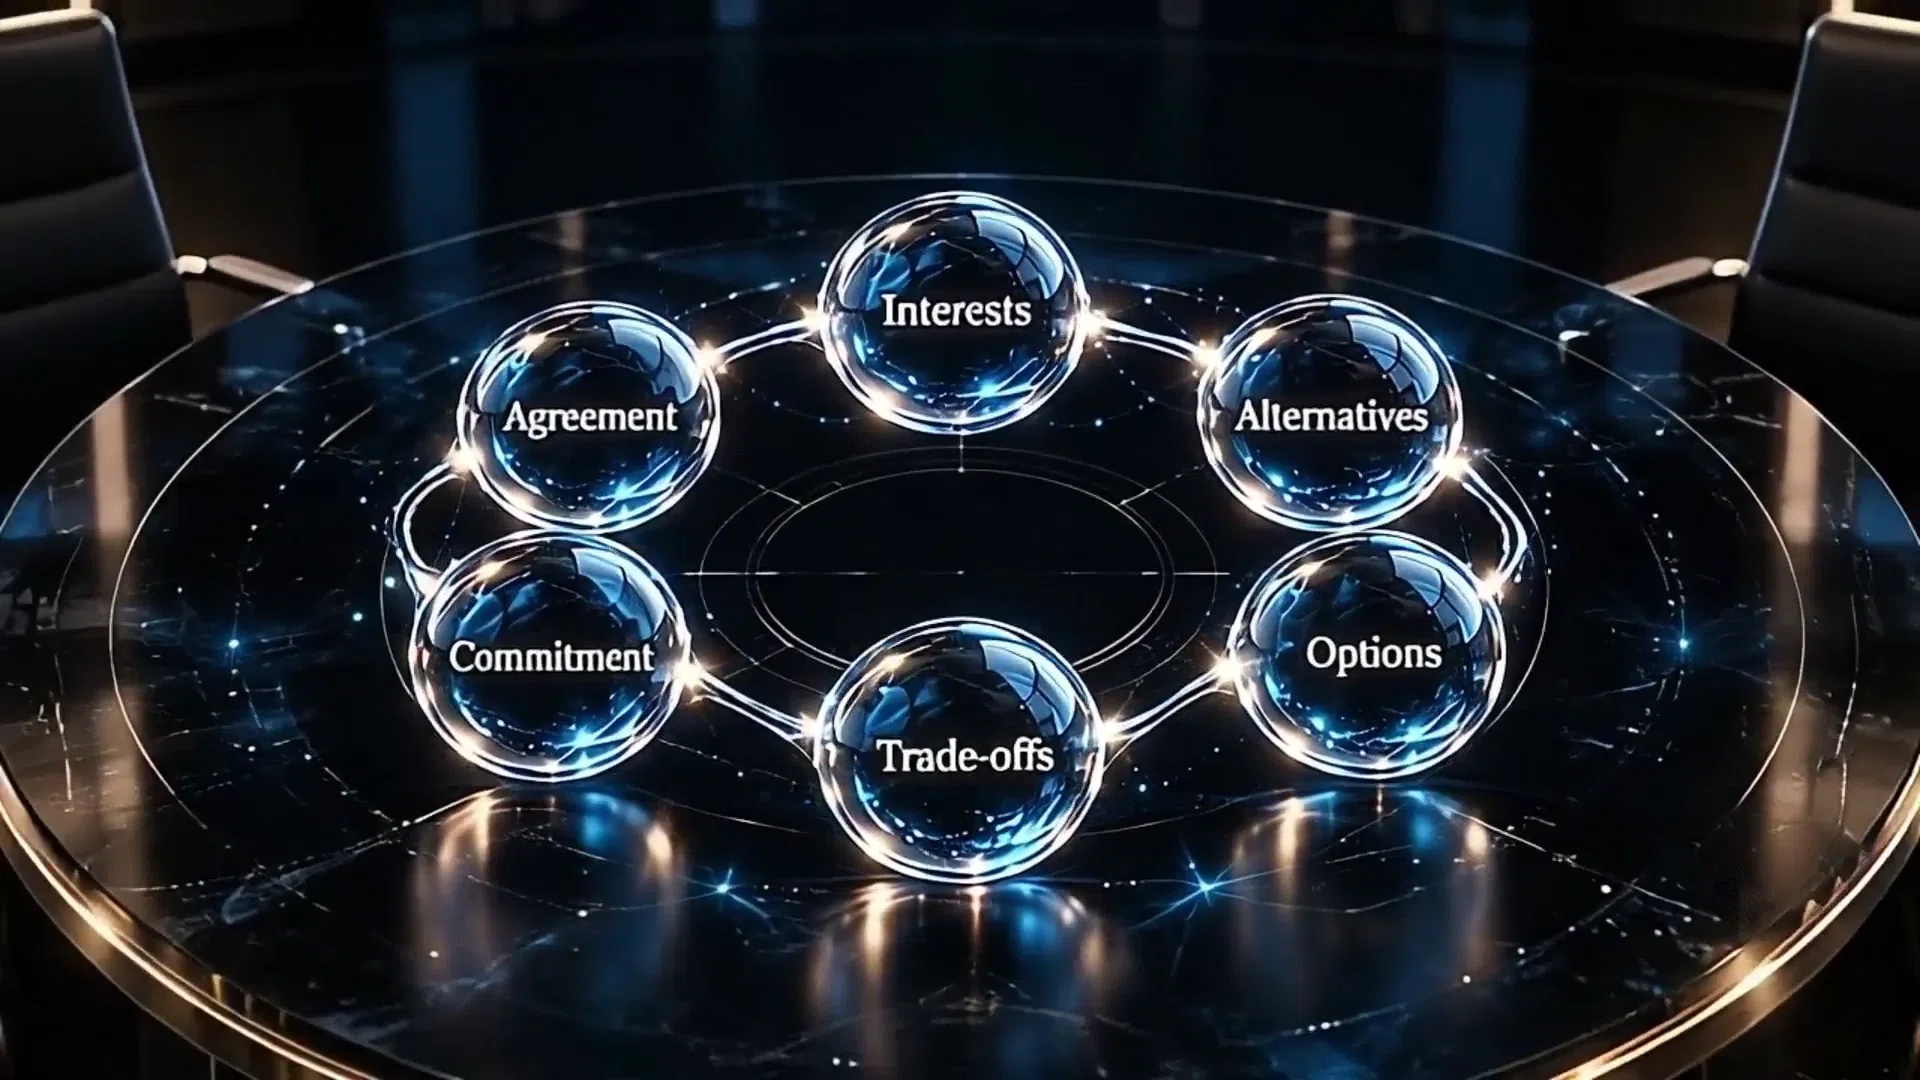 Interests
Agreement
Alternatives
Commitment
Options
Trade-offs